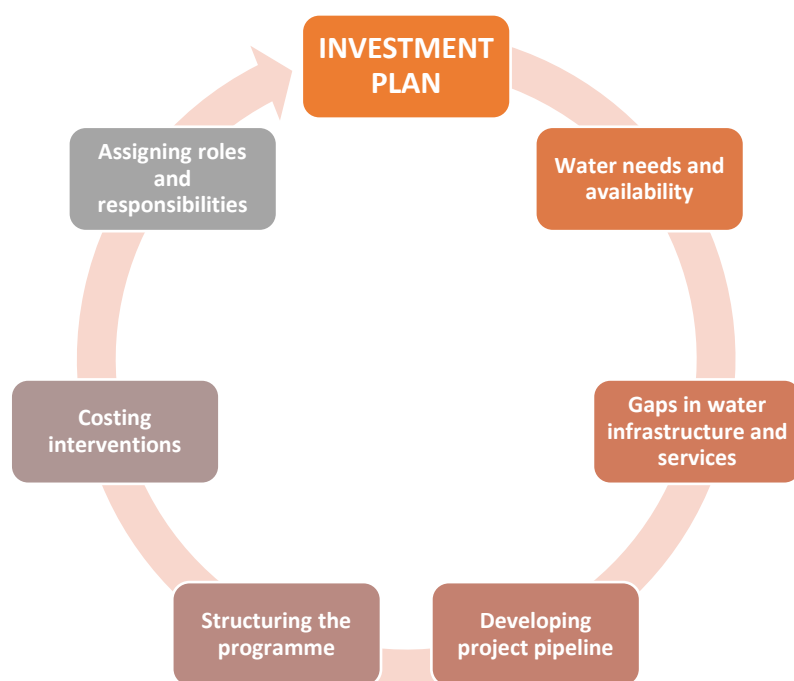 INVESTMENT
PLAN
Water needs and
availability
Gaps in water
infrastructure and
services
Developing
project pipeline
Structuring the
programme
Costing
interventions
Assigning roles
and
responsibilities